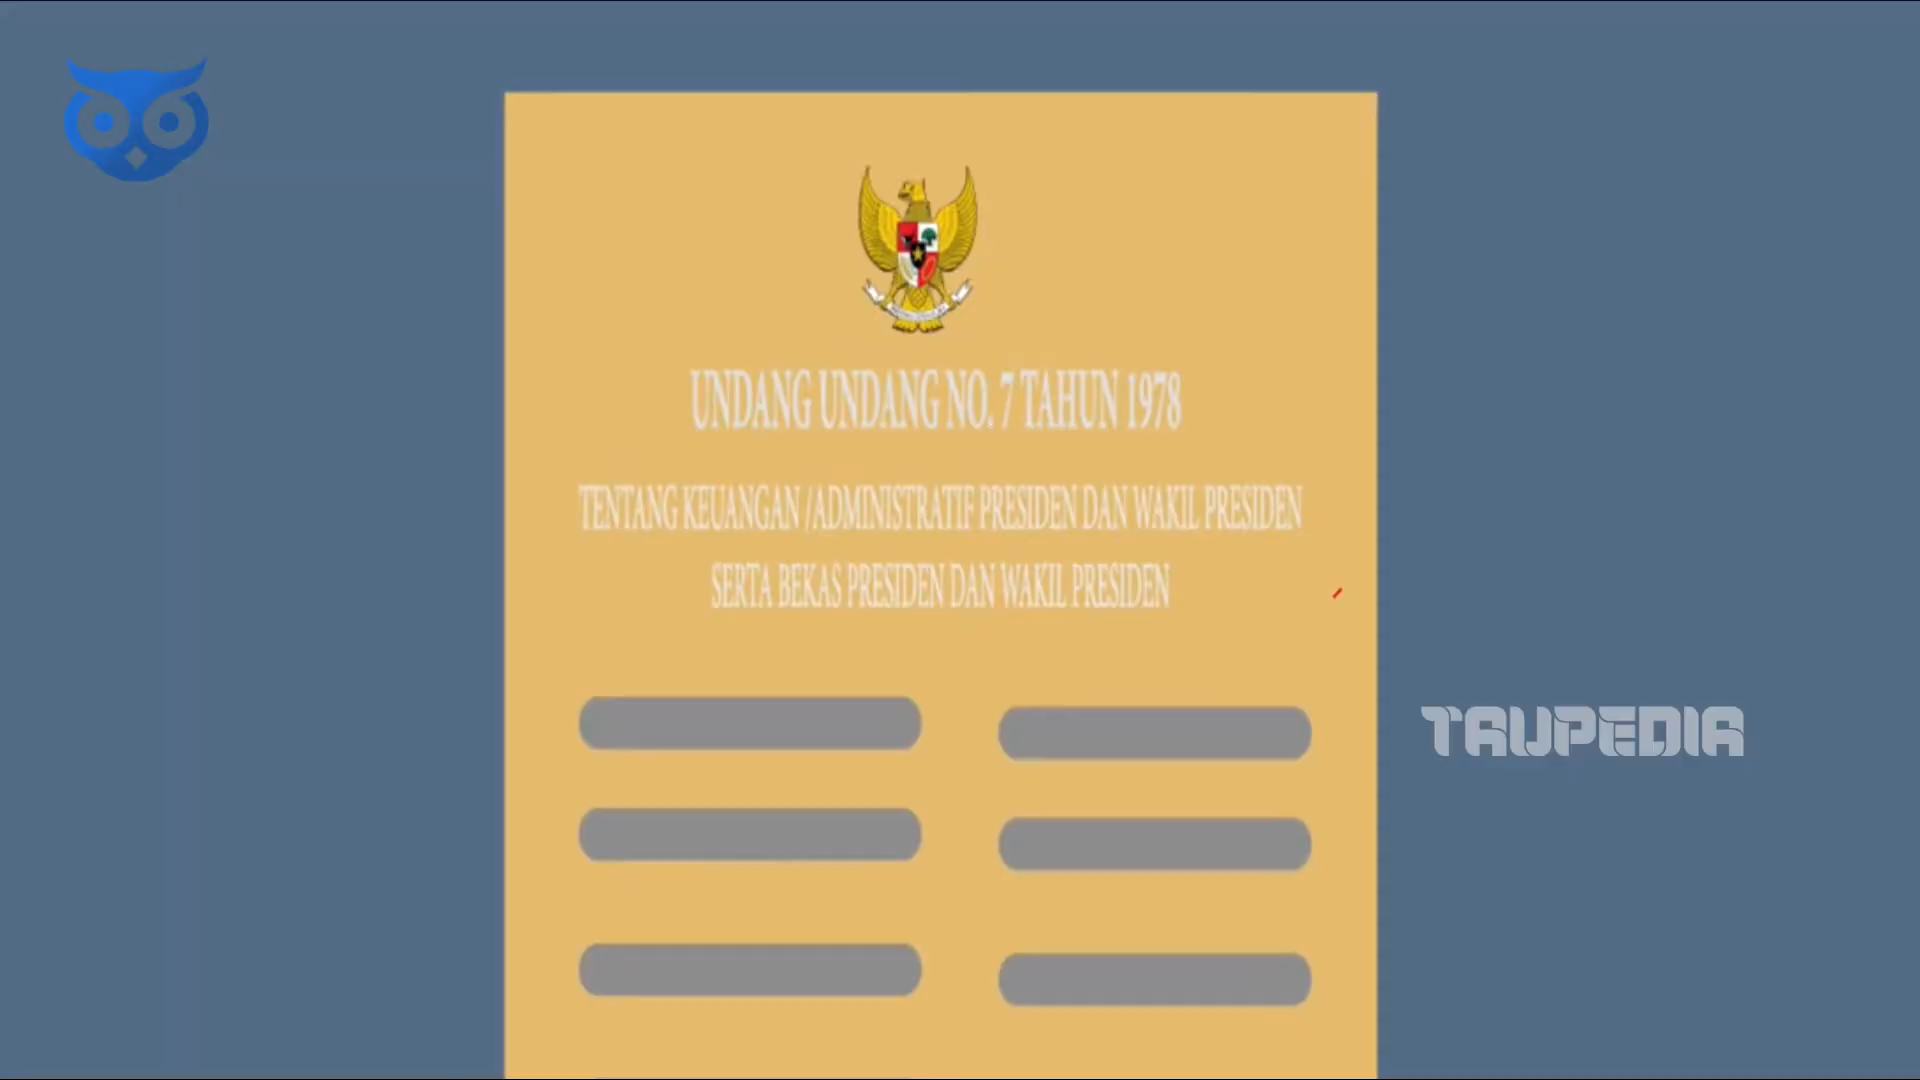 UNDANG UNDANG NO. 7 TAHUN 1978
TENTANG KEUANGAN /ADMINISTRATIF PRESIDEN DAN WAKIL PRESIDEN
SERTA BEKAS PRESIDEN DAN WAKIL PRESIDEN
TAUPEDIA